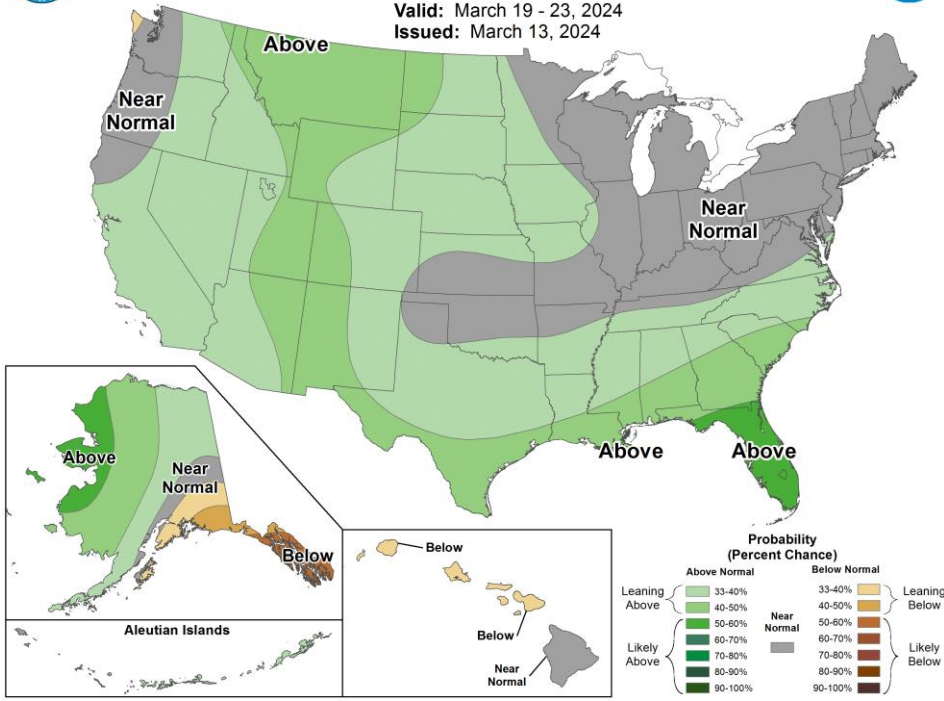 Valid: March 19 - 23, 2024
Issued: March 13, 2024
Above
Near
Normal
Near
Normal
Above
Above
Above
Near
Normal
Below
Aleutian Islands
Below
Below
Near
Normal
Probability
(Percent Chance)
Above Normal
Below Normal
Leaning
Above
33-40%
40-50%
Likely
Above
50-60%
60-70%
70-80%
80-90%
90-100%
Near
Normal
33-40%
40-50%
Leaning
Below
50-60%
60-70%
70-80%
80-90%
90-100%
Likely
Below